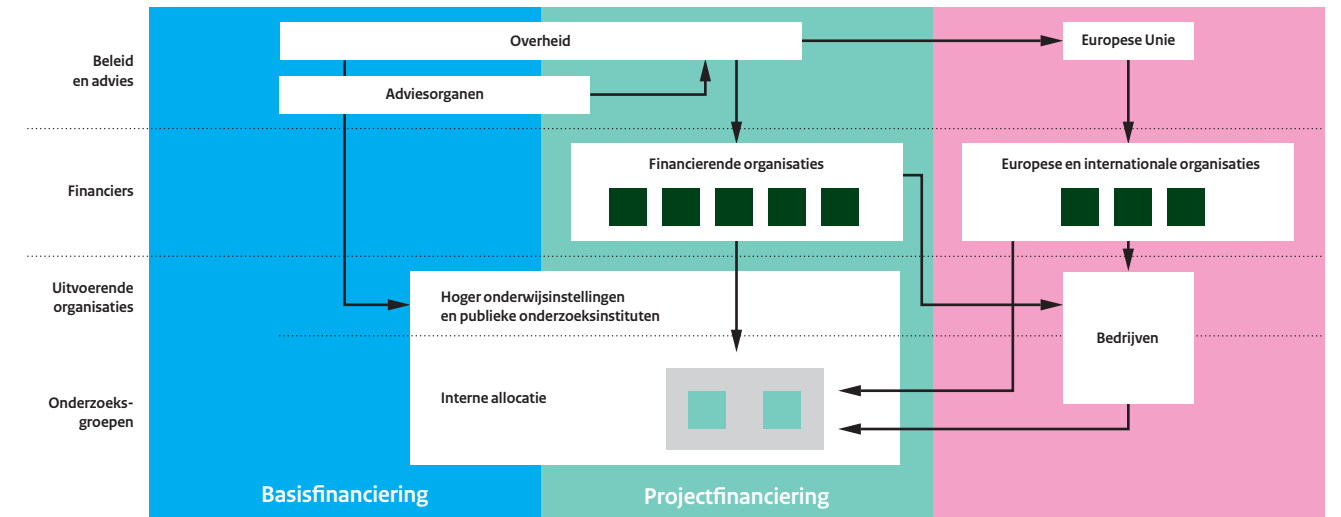 Beleid
en advies
Overheid
Europese Unie
Adviesorganen
Financiers
Financierende organisaties
Europese en internationale organisaties
Uitvoerende
organisaties
Hoger onderwijsinstellingen
en publieke onderzoeksinstituten
Bedrijven
Onderzoeks-
groepen
Interne allocatie
Basisfinanciering
Projectfinanciering